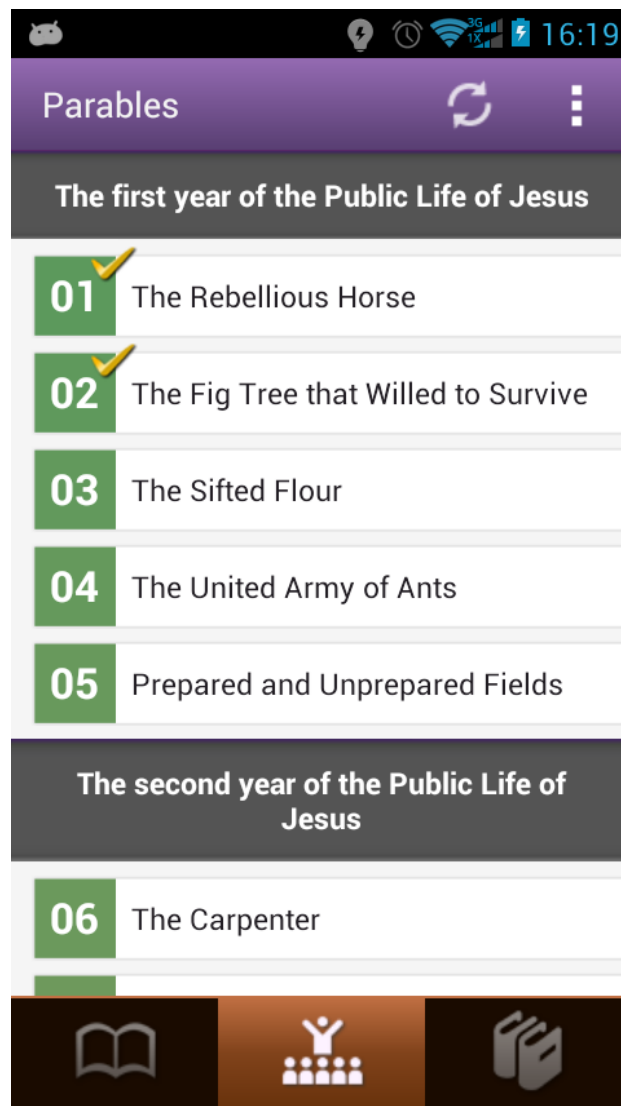 3G
1X
16:19
Parables
The first year of the Public Life of Jesus
01 The Rebellious Horse
02 The Fig Tree that Willed to Survive
03 The Sifted Flour
04 The United Army of Ants
05 Prepared and Unprepared Fields
The second year of the Public Life of
Jesus
06 The Carpenter